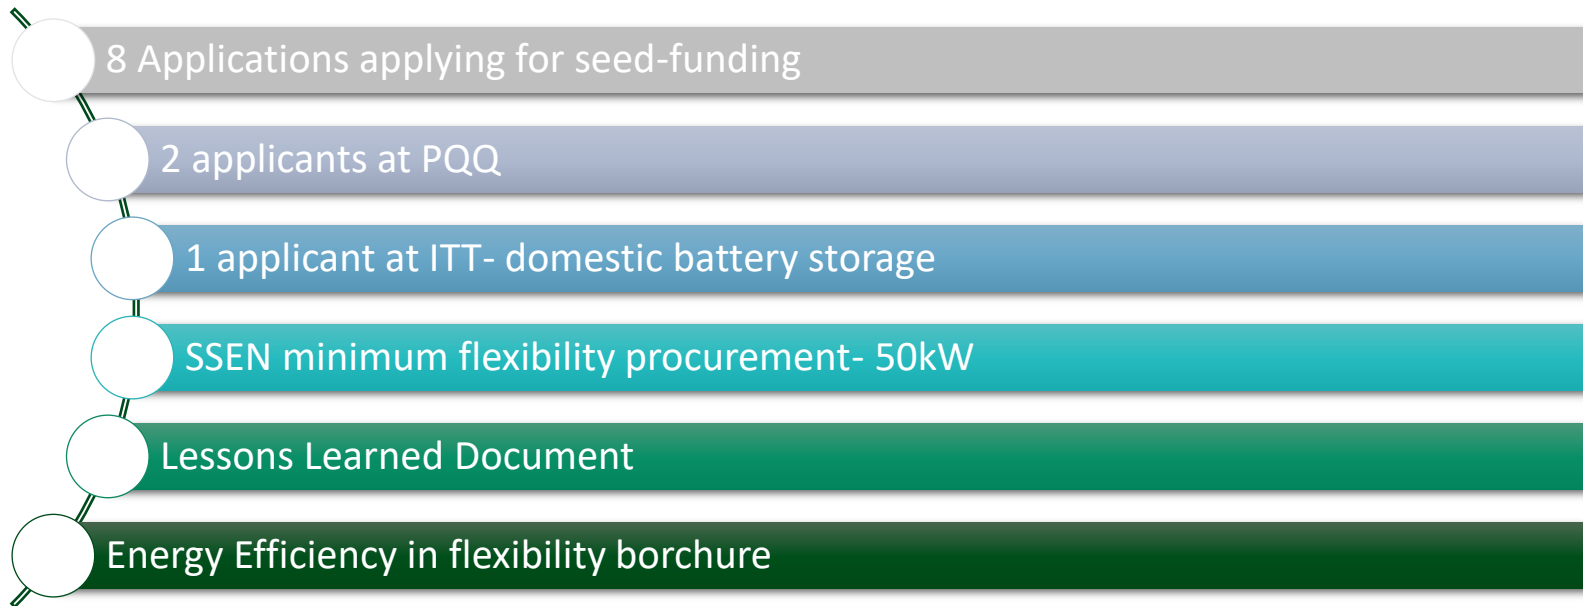 8 Applications applying for seed-funding
2 applicants at PQQ
1 applicant at ITT- domestic battery storage
SSEN minimum flexibility procurement- 50kW
Lessons Learned Document
Energy Efficiency in flexibility borchure